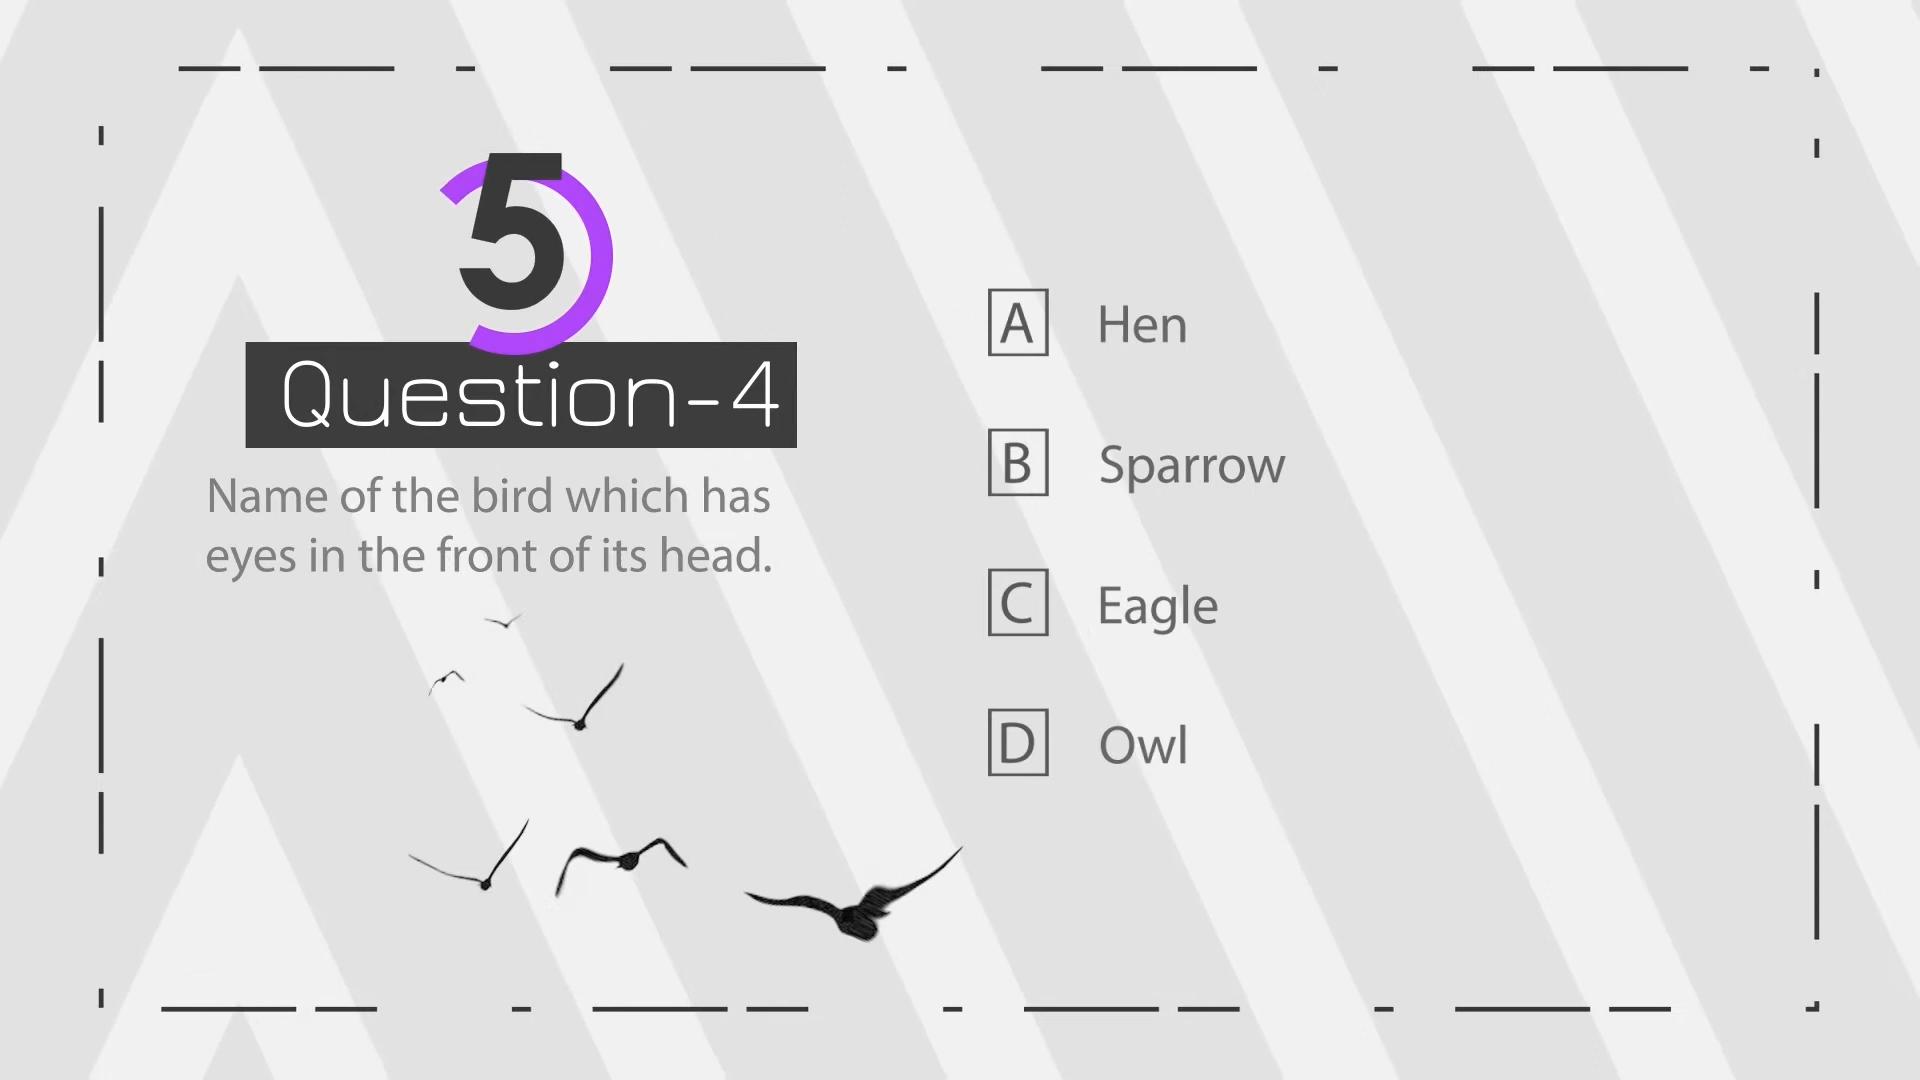 5
Question-4
Name of the bird which has
eyes in the front of its head.
A Hen
B Sparrow
C Eagle
D Owl